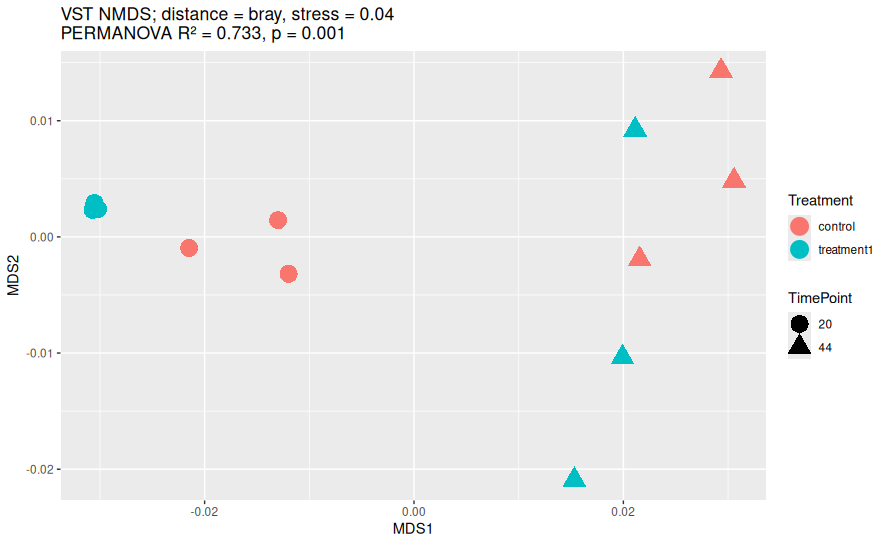 VST NMDS; distance = bray, stress = 0.04
PERMANOVA R² = 0.733, p = 0.001
0.01
0.00
-0.01
-0.02
MDS2
-0.02
0.00
0.02
MDS1
Treatment
control
treatment1
TimePoint
20
44